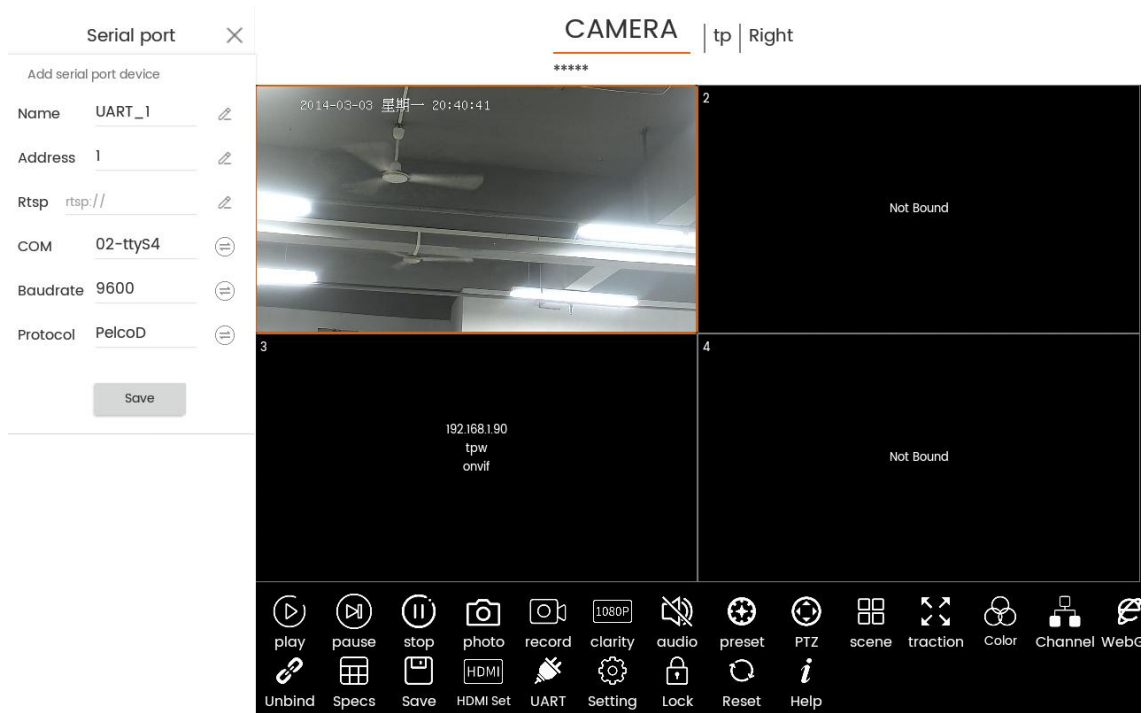 Serial port
Add serial port device
Name UART_1
Address 1
Rtsp rtsp://
COM 02-ttyS4
Baudrate 9600
Protocol PelcoD
Save
CAMERA tp Right
*****
2014-03-03 星期一 20:40:41
2
Not Bound
3
192.168.1.90
tpw
onvif
4
Not Bound
1080P
play pause stop photo record clarity audio preset PTZ scene traction Color Channel WebG
HDMI
Unbind Specs Save HDMI Set UART Setting Lock Reset Help